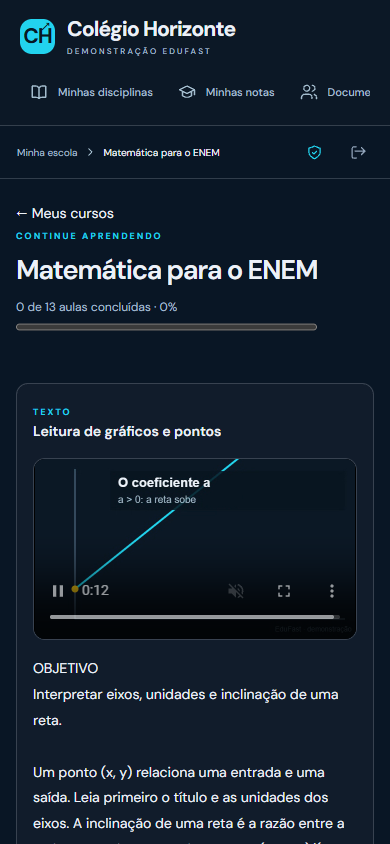 CH
Colégio Horizonte
DEMONSTRAÇÃO EDUFAST
Minhas disciplinas
Minhas notas
Docume
Minha escola > Matemática para o ENEM
← Meus cursos
CONTINUE APRENDENDO
Matemática para o ENEM
0 de 13 aulas concluídas · 0%
TEXTO
Leitura de gráficos e pontos
O coeficiente a
a > 0: a reta sobe
0:12
OBJETIVO
Interpretar eixos, unidades e inclinação de uma
reta.
Um ponto (x, y) relaciona uma entrada e uma
saída. Leia primeiro o título e as unidades dos
eixos. A inclinação de uma reta é a razão entre a